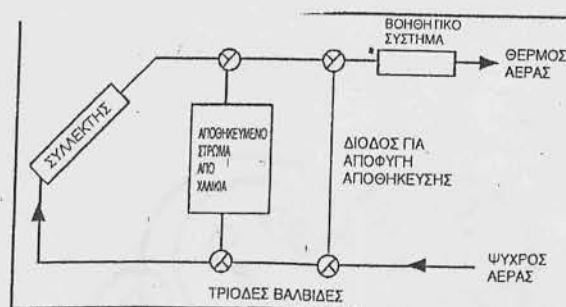 ΒΟΗΘΗΤΙΚΟ
ΣΥΣΤΗΜΑ
ΘΕΡΜΟΣ
ΑΕΡΑΣ
ΣΥΛΛΕΚΤΗΣ
ΑΠΟΘΗΚΕΥΜΕΝΟ
ΣΤΡΩΜΑ
ΑΠΟ
ΧΑΛΙΚΙΑ
ΔΙΟΔΟΣ ΓΙΑ
ΑΠΟΦΥΓΗ
ΑΠΟΘΗΚΕΥΣΗΣ
ΨΥΧΡΟΣ
ΑΕΡΑΣ
ΤΡΙΟΔΕΣ ΒΑΛΒΙΔΕΣ